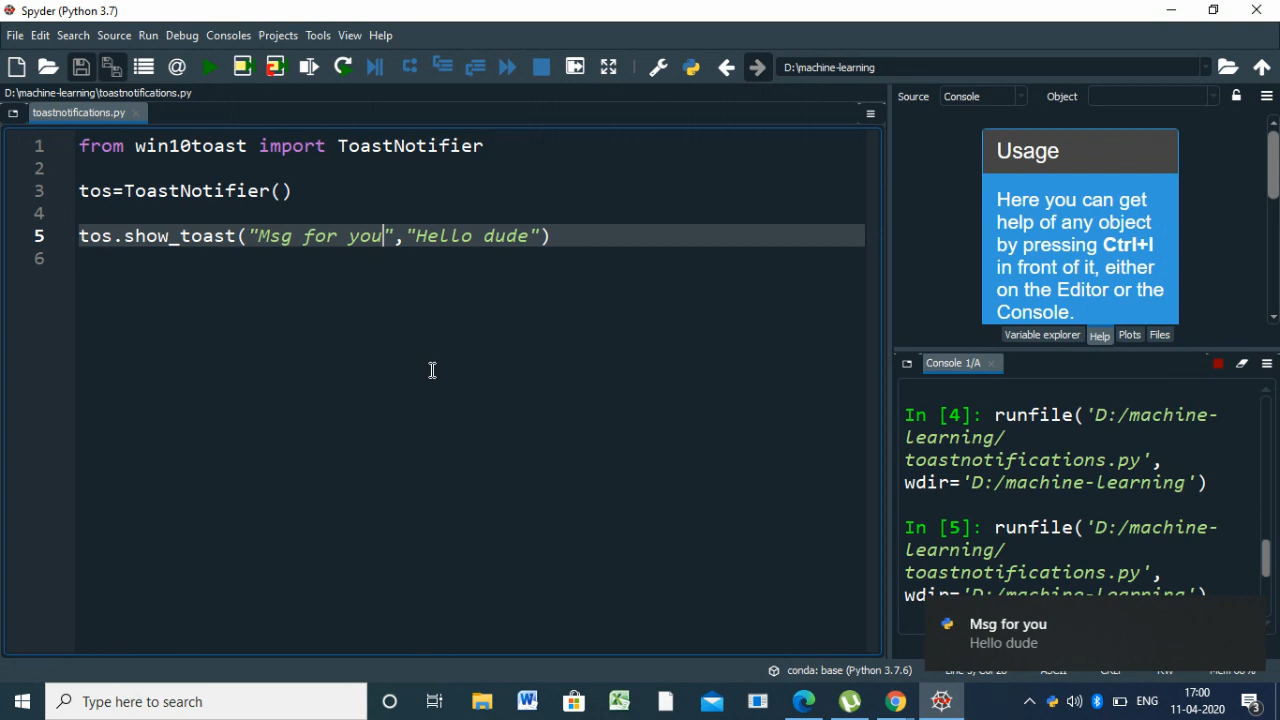 Spyder (Python 3.7)
File Edit Search Source Run Debug Consoles Projects Tools View Help
D:\machine-learning
D:\machine-learning\toastnotifications.py
toastnotifications.py
1 from win10toast import ToastNotifier
2
3 tos=ToastNotifier()
4
5 tos.show_toast("Msg for you","Hello dude")
6
Source Console Object
Usage
Here you can get
help of any object
by pressing Ctrl+I
in front of it, either
on the Editor or the
Console.
Variable explorer Help Plots Files
Console 1/A
In [4]: runfile('D:/machine-
learning/
toastnotifications.py',
wdir='D:/machine-learning')
In [5]: runfile('D:/machine-
learning/
toastnotifications.py',
wdir='D:/machine-learning')
Msg for you
Hello dude
conda: base (Python 3.7.6)
Type here to search
ENG
17:00
11-04-2020
3